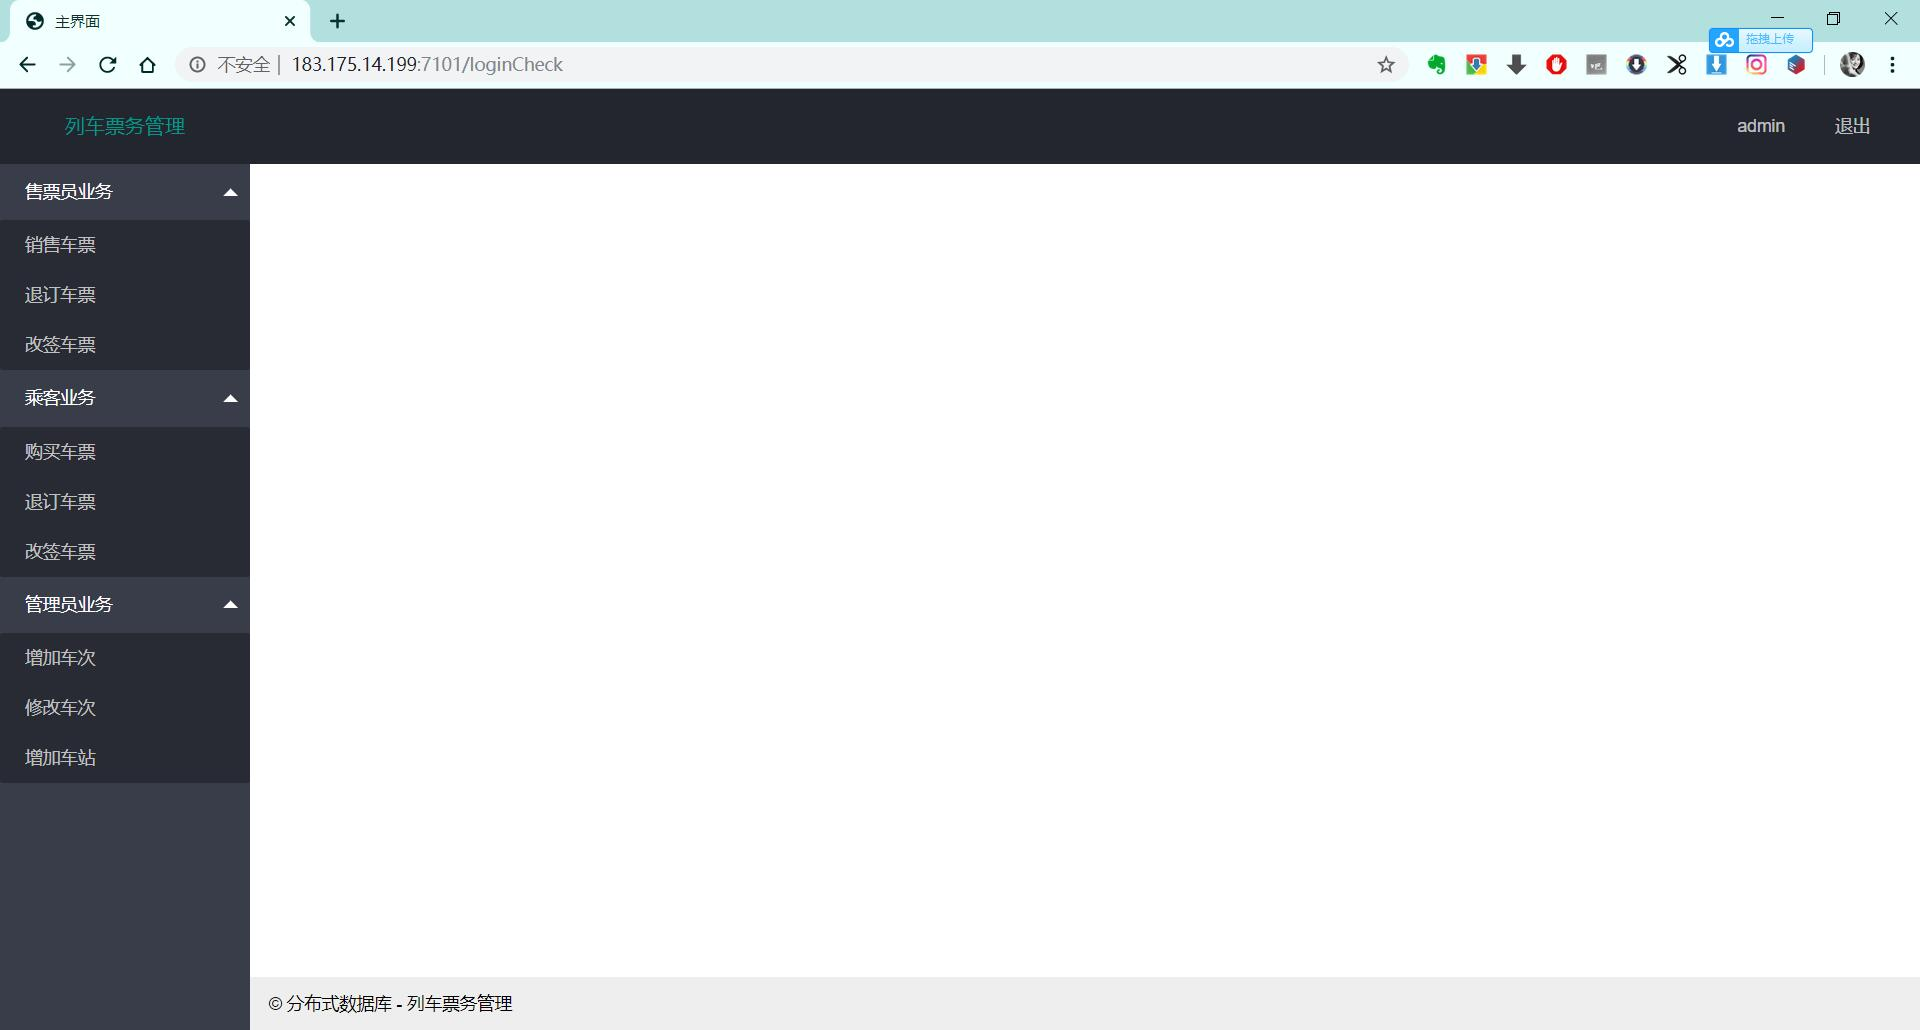 主界面
拖拽上传
不安全 | 183.175.14.199:7101/loginCheck
列车票务管理
admin
退出
售票员业务
销售车票
退订车票
改签车票
乘客业务
购买车票
退订车票
改签车票
管理员业务
增加车次
修改车次
增加车站
© 分布式数据库 - 列车票务管理